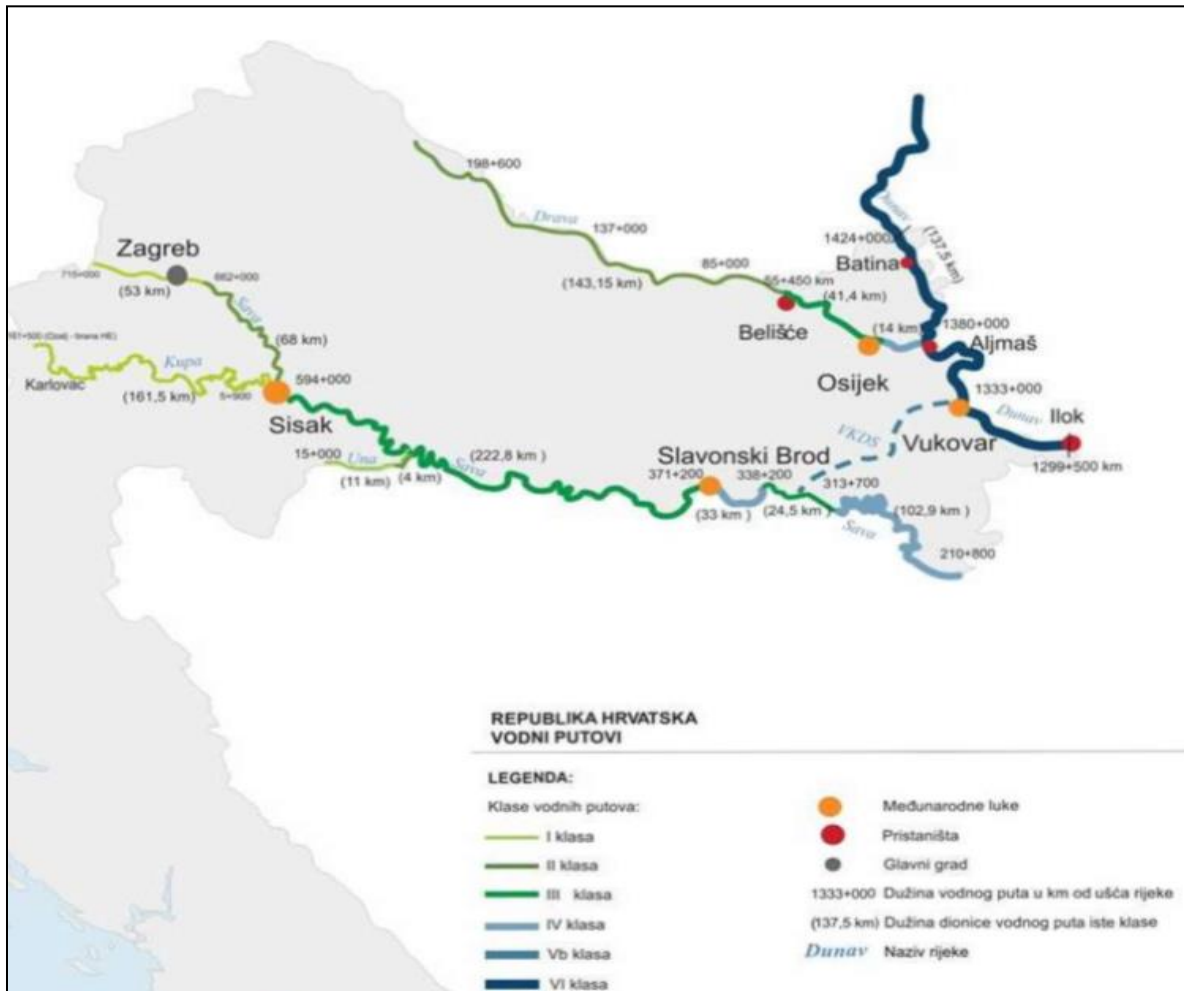 198+600
Drava
137+000
Dunav
(137,5 km)
1424+000
Batina
Zagreb
715+000
662+000
(53 km)
Sava
(143,15 km)
85+000
55+450 km
(41,4 km)
Belišće
(14 km)
1380+000
Aljmaš
Osijek
(68 km)
Kupa
Karlovac
(161,5 km)
5+900
594+000
Sisak
1333+000
Dunav
Ilok
VKDS
Vukovar
1299+500 km
15+000
Una
(11 km)
(4 km)
Sava
(222,8 km )
Slavonski Brod
371+200
338+200
313+700
(33 km )
(24,5 km)
(102,9 km )
Sava
210+800
REPUBLIKA HRVATSKA
VODNI PUTOVI
LEGENDA:
Klase vodnih putova:
I klasa
II klasa
III klasa
IV klasa
Vb klasa
VI klasa
Međunarodne luke
Pristaništa
Glavni grad
1333+000 Dužina vodnog puta u km od ušća rijeke
(137,5 km) Dužina dionice vodnog puta iste klase
Dunav Naziv rijeke